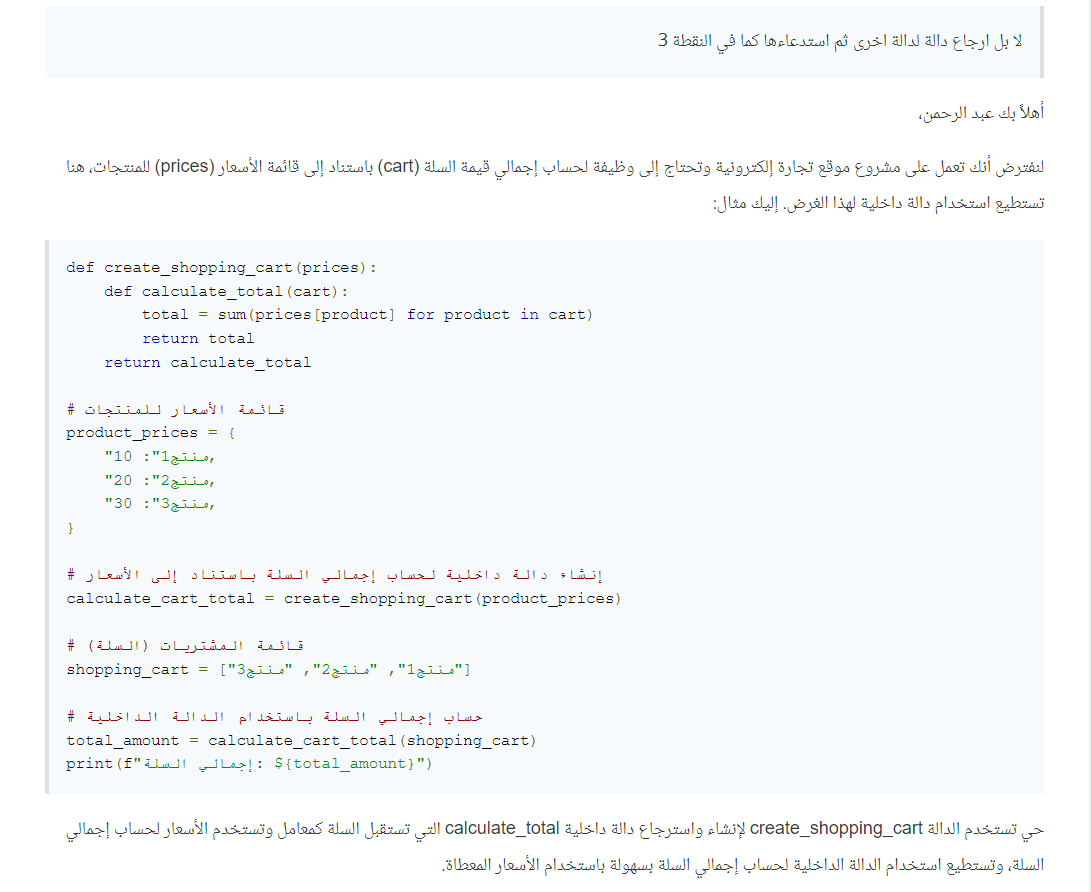 لا بل ارجاع دالة لدالة اخرى ثم استدعاءها كما في النقطة 3
أهلاً بك عبد الرحمن،
لنفترض أنك تعمل على مشروع موقع تجارة إلكترونية وتحتاج إلى وظيفة لحساب إجمالي قيمة السلة (cart) باستناد إلى قائمة الأسعار (prices) للمنتجات، هنا
تستطيع استخدام دالة داخلية لهذا الغرض. إليك مثال:
def create_shopping_cart(prices):
    def calculate_total(cart):
        total = sum(prices[product] for product in cart)
        return total
    return calculate_total
# قائمة الأسعار للمنتجات
product_prices = {
    "منتج1": 10,
    "منتج2": 20,
    "منتج3": 30,
}
# إنشاء دالة داخلية لحساب إجمالي السلة باستناد إلى الأسعار
calculate_cart_total = create_shopping_cart(product_prices)
# قائمة المشتريات (السلة)
shopping_cart = ["منتج1", "منتج2", "منتج3"]
# حساب إجمالي السلة باستخدام الدالة الداخلية
total_amount = calculate_cart_total(shopping_cart)
print(f"إجمالي السلة: ${total_amount}")
حي تستخدم الدالة create_shopping_cart لإنشاء واسترجاع دالة داخلية calculate_total التي تستقبل السلة كمعامل وتستخدم الأسعار لحساب إجمالي
السلة، وتستطيع استخدام الدالة الداخلية لحساب إجمالي السلة بسهولة باستخدام الأسعار المعطاة.